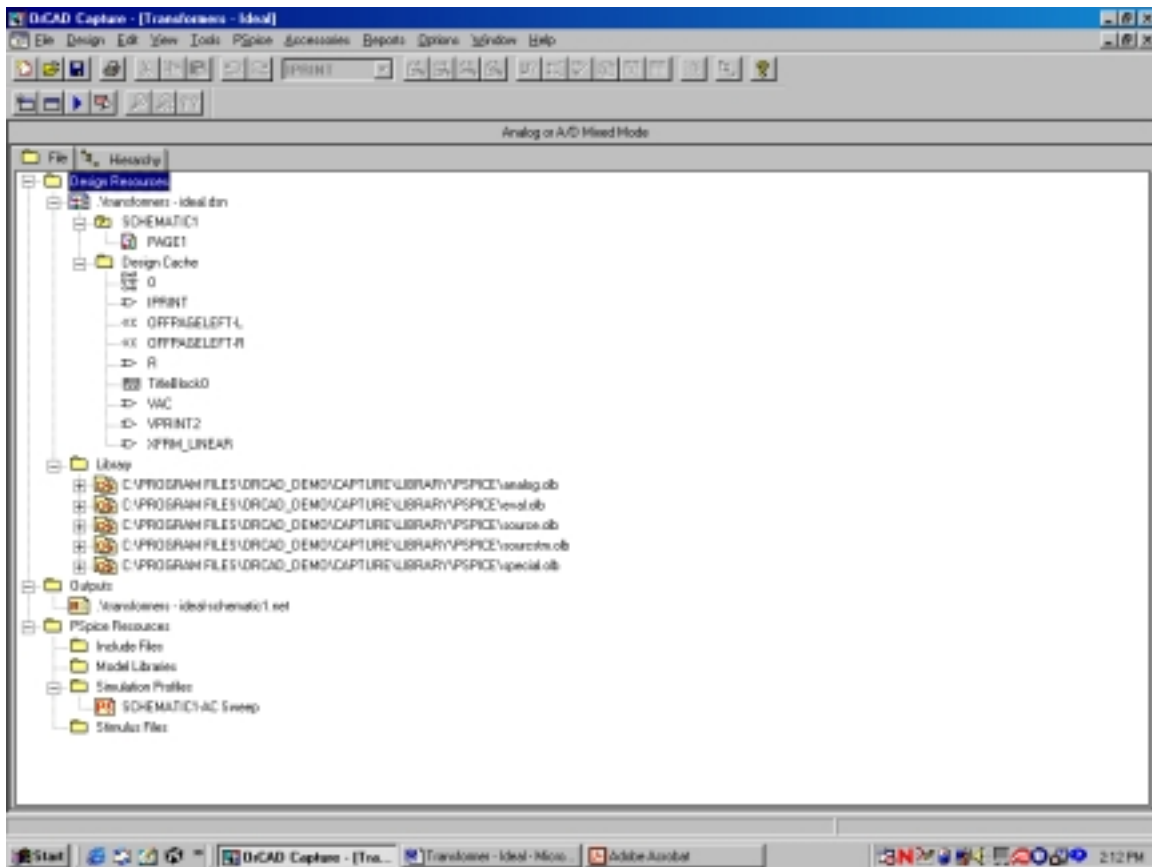 OrCAD Capture - [Transformers - Ideal]
File Design Edit View Tools PSpice Accessories Reports Options Window Help
IPRINT
Analog or A/D Mixed Mode
File Hierarchy
Design Resources
.\transformers - ideal.dsn
SCHEMATIC1
PAGE1
Design Cache
0
IPRINT
OFFPAGELEFT-L
OFFPAGELEFT-R
R
TitleBlock0
VAC
VPRINT2
XFRM_LINEAR
Library
C:\PROGRAM FILES\ORCAD_DEMO\CAPTURE\LIBRARY\PSPICE\analog.olb
C:\PROGRAM FILES\ORCAD_DEMO\CAPTURE\LIBRARY\PSPICE\eval.olb
C:\PROGRAM FILES\ORCAD_DEMO\CAPTURE\LIBRARY\PSPICE\source.olb
C:\PROGRAM FILES\ORCAD_DEMO\CAPTURE\LIBRARY\PSPICE\sourcstm.olb
C:\PROGRAM FILES\ORCAD_DEMO\CAPTURE\LIBRARY\PSPICE\special.olb
Outputs
.\transformers - ideal-schematic1.net
PSpice Resources
Include Files
Model Libraries
Simulation Profiles
SCHEMATIC1-AC Sweep
Stimulus Files
Start OrCAD Capture - [Tra... Transformer - Ideal - Micro... Adobe Acrobat 2:12 PM